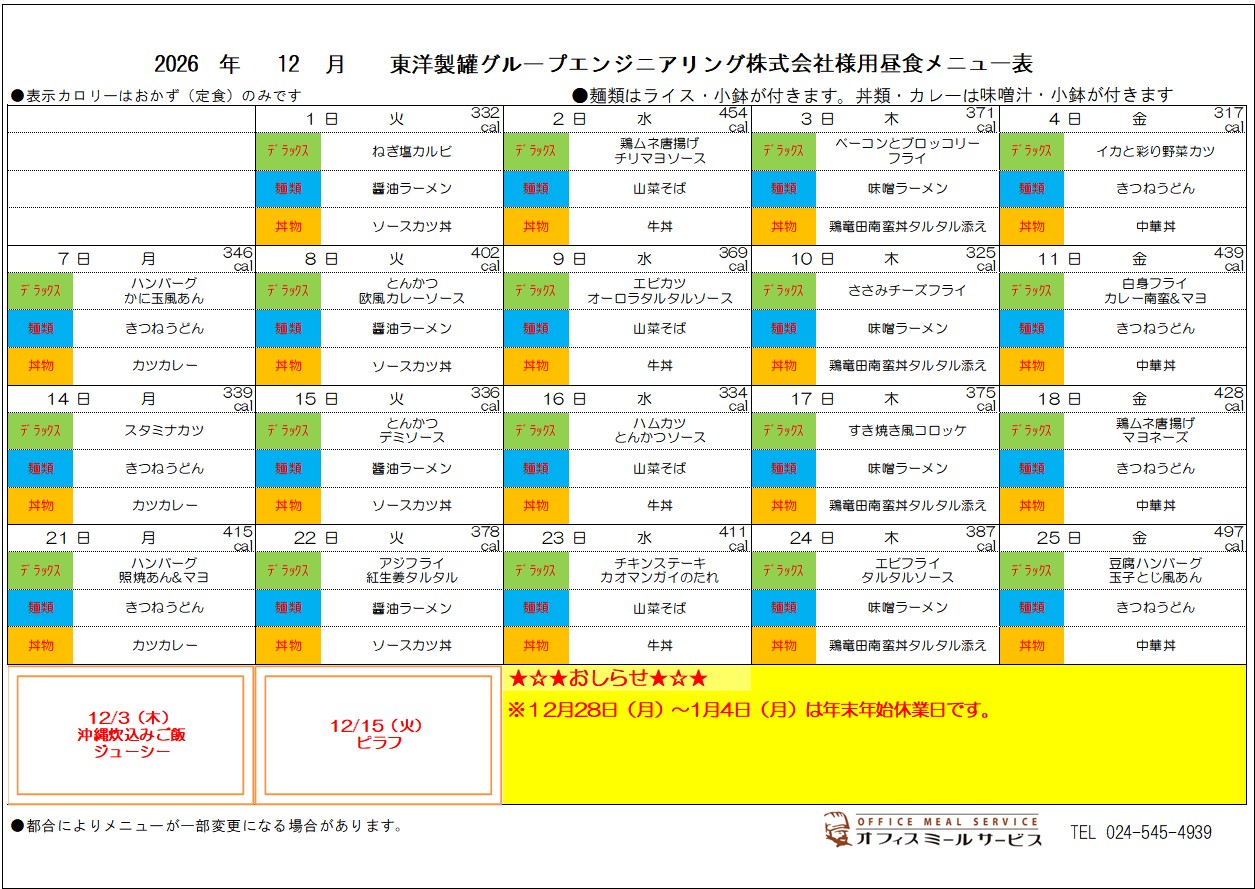 2026 年 12 月 東洋製罐グループエンジニアリング株式会社様用昼食メニュー表
●表示カロリーはおかず（定食）のみです ●麺類はライス・小鉢が付きます。丼類・カレーは味噌汁・小鉢が付きます
1 日 火 332 cal
デラックス ねぎ塩カルビ
麺類 醤油ラーメン
丼物 ソースカツ丼
2 日 水 454 cal
デラックス 鶏ムネ唐揚げ
チリマヨソース
麺類 山菜そば
丼物 牛丼
3 日 木 371 cal
デラックス ベーコンとブロッコリー
フライ
麺類 味噌ラーメン
丼物 鶏竜田南蛮丼タルタル添え
4 日 金 317 cal
デラックス イカと彩り野菜カツ
麺類 きつねうどん
丼物 中華丼
7 日 月 346 cal
デラックス ハンバーグ
かに玉風あん
麺類 きつねうどん
丼物 カツカレー
8 日 火 402 cal
デラックス とんかつ
欧風カレーソース
麺類 醤油ラーメン
丼物 ソースカツ丼
9 日 水 369 cal
デラックス エビカツ
オーロラタルタルソース
麺類 山菜そば
丼物 牛丼
10 日 木 325 cal
デラックス ささみチーズフライ
麺類 味噌ラーメン
丼物 鶏竜田南蛮丼タルタル添え
11 日 金 439 cal
デラックス 白身フライ
カレー南蛮&マヨ
麺類 きつねうどん
丼物 中華丼
14 日 月 339 cal
デラックス スタミナカツ
麺類 きつねうどん
丼物 カツカレー
15 日 火 336 cal
デラックス とんかつ
デミソース
麺類 醤油ラーメン
丼物 ソースカツ丼
16 日 水 334 cal
デラックス ハムカツ
とんかつソース
麺類 山菜そば
丼物 牛丼
17 日 木 375 cal
デラックス すき焼き風コロッケ
麺類 味噌ラーメン
丼物 鶏竜田南蛮丼タルタル添え
18 日 金 428 cal
デラックス 鶏ムネ唐揚げ
マヨネーズ
麺類 きつねうどん
丼物 中華丼
21 日 月 415 cal
デラックス ハンバーグ
照焼あん&マヨ
麺類 きつねうどん
丼物 カツカレー
22 日 火 378 cal
デラックス アジフライ
紅生姜タルタル
麺類 醤油ラーメン
丼物 ソースカツ丼
23 日 水 411 cal
デラックス チキンステーキ
カオマンガイのたれ
麺類 山菜そば
丼物 牛丼
24 日 木 387 cal
デラックス エビフライ
タルタルソース
麺類 味噌ラーメン
丼物 鶏竜田南蛮丼タルタル添え
25 日 金 497 cal
デラックス 豆腐ハンバーグ
玉子とじ風あん
麺類 きつねうどん
丼物 中華丼
12/3（木）
沖縄炊込みご飯
ジューシー
12/15（火）
ピラフ
★☆★おしらせ★☆★
※１２月28日（月）～1月4日（月）は年末年始休業日です。
●都合によりメニューが一部変更になる場合があります。
OFFICE MEAL SERVICE
オフィスミールサービス
TEL 024-545-4939